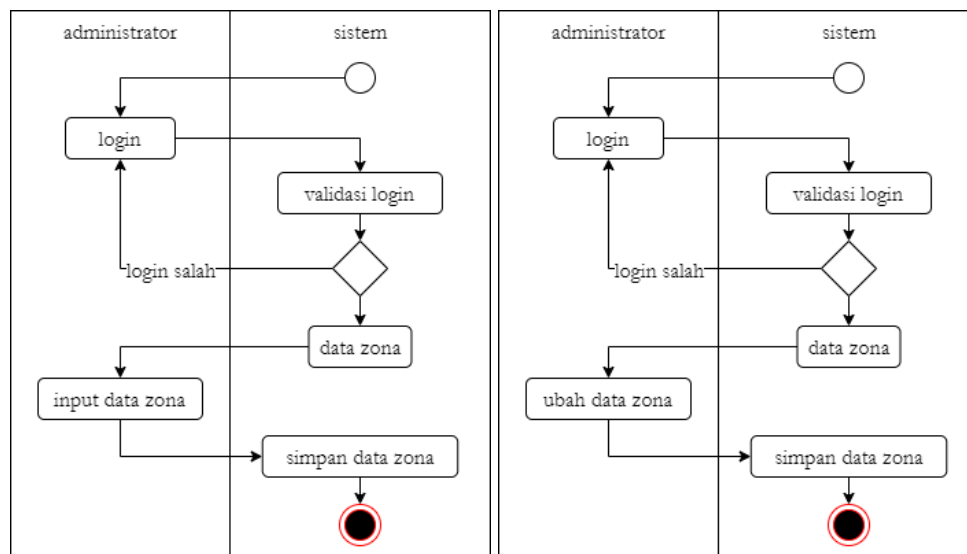 administrator
sistem
login
validasi login
login salah
data zona
input data zona
simpan data zona
administrator
sistem
login
validasi login
login salah
data zona
ubah data zona
simpan data zona